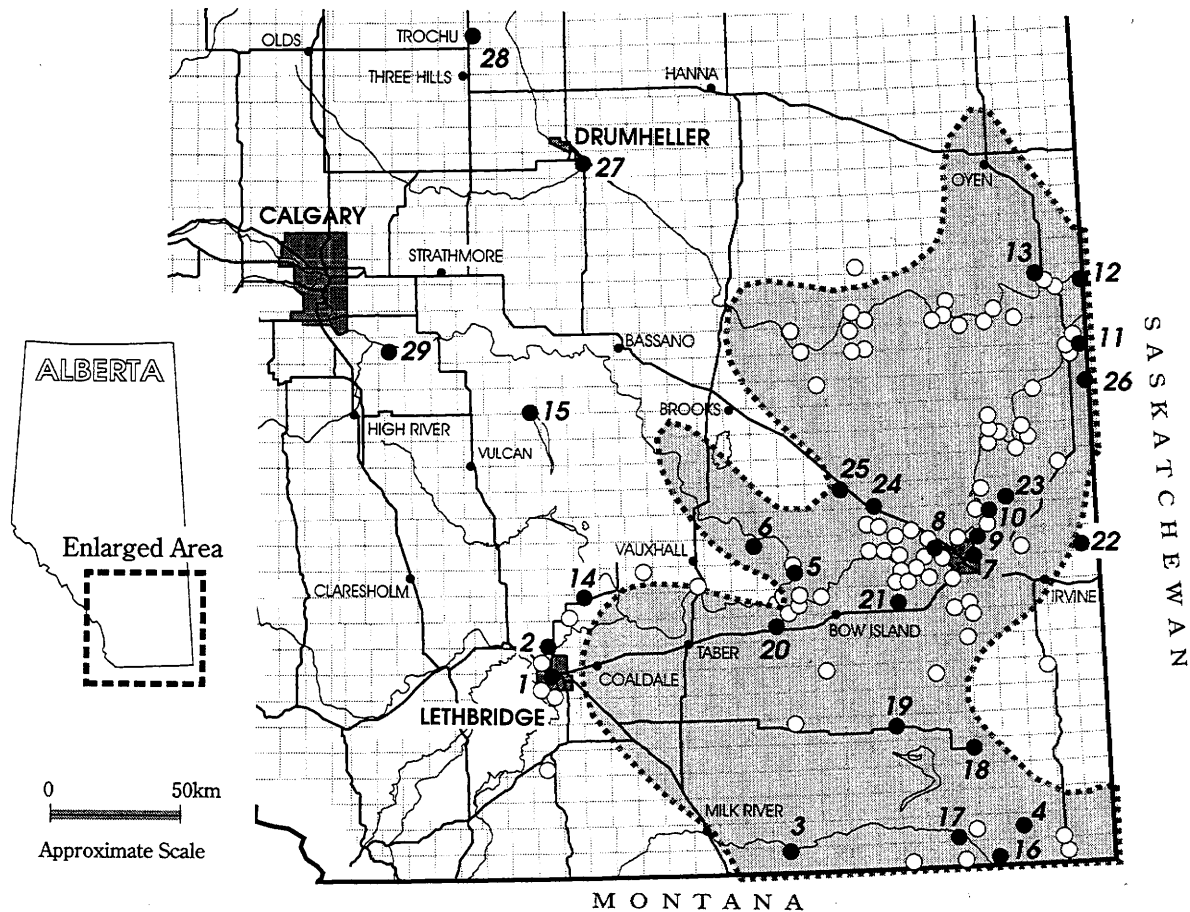 OLDS
TROCHU
28
THREE HILLS
HANNA
DRUMHELLER
27
OYEN
CALGARY
STRATHMORE
13
12
BASSANO
11
29
26
SASKATCHEWAN
ALBERTA
15
BROOKS
HIGH RIVER
VULCAN
25
24
23
10
8
9
6
22
Enlarged Area
VAUXHALL
5
7
14
CLARESHOLM
21
IRVINE
BOW ISLAND
2
20
TABER
1
COALDALE
LETHBRIDGE
19
18
0
50km
MILK RIVER
3
17
4
Approximate Scale
16
MONTANA